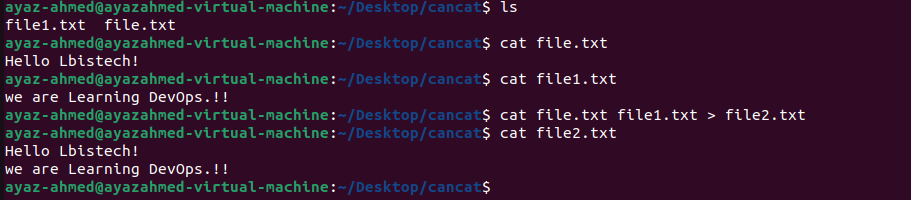 ayaz-ahmed@ayazahmed-virtual-machine:~/Desktop/cancat$ ls
file1.txt  file.txt
ayaz-ahmed@ayazahmed-virtual-machine:~/Desktop/cancat$ cat file.txt
Hello Lbistech!
ayaz-ahmed@ayazahmed-virtual-machine:~/Desktop/cancat$ cat file1.txt
we are Learning DevOps.!!
ayaz-ahmed@ayazahmed-virtual-machine:~/Desktop/cancat$ cat file.txt file1.txt > file2.txt
ayaz-ahmed@ayazahmed-virtual-machine:~/Desktop/cancat$ cat file2.txt
Hello Lbistech!
we are Learning DevOps.!!
ayaz-ahmed@ayazahmed-virtual-machine:~/Desktop/cancat$